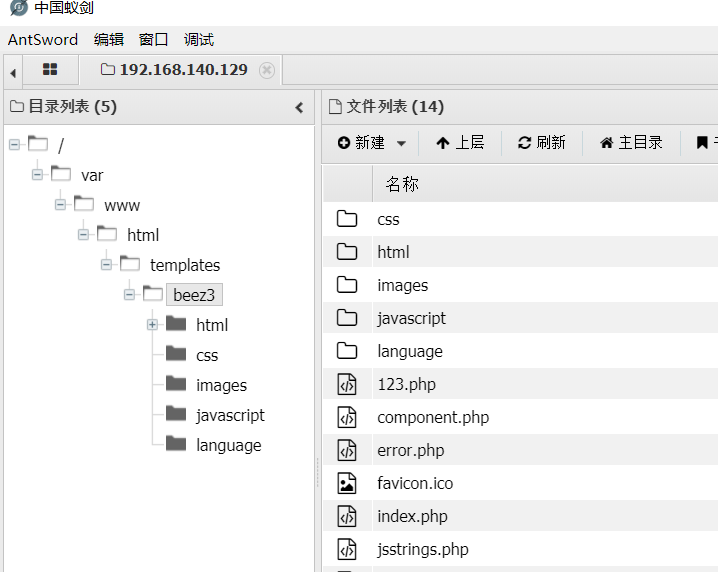 中国蚁剑
AntSword 编辑 窗口 调试
192.168.140.129
目录列表 (5)
/
var
www
html
templates
beez3
html
css
images
javascript
language
文件列表 (14)
新建 上层 刷新 主目录
名称
css
html
images
javascript
language
123.php
component.php
error.php
favicon.ico
index.php
jsstrings.php